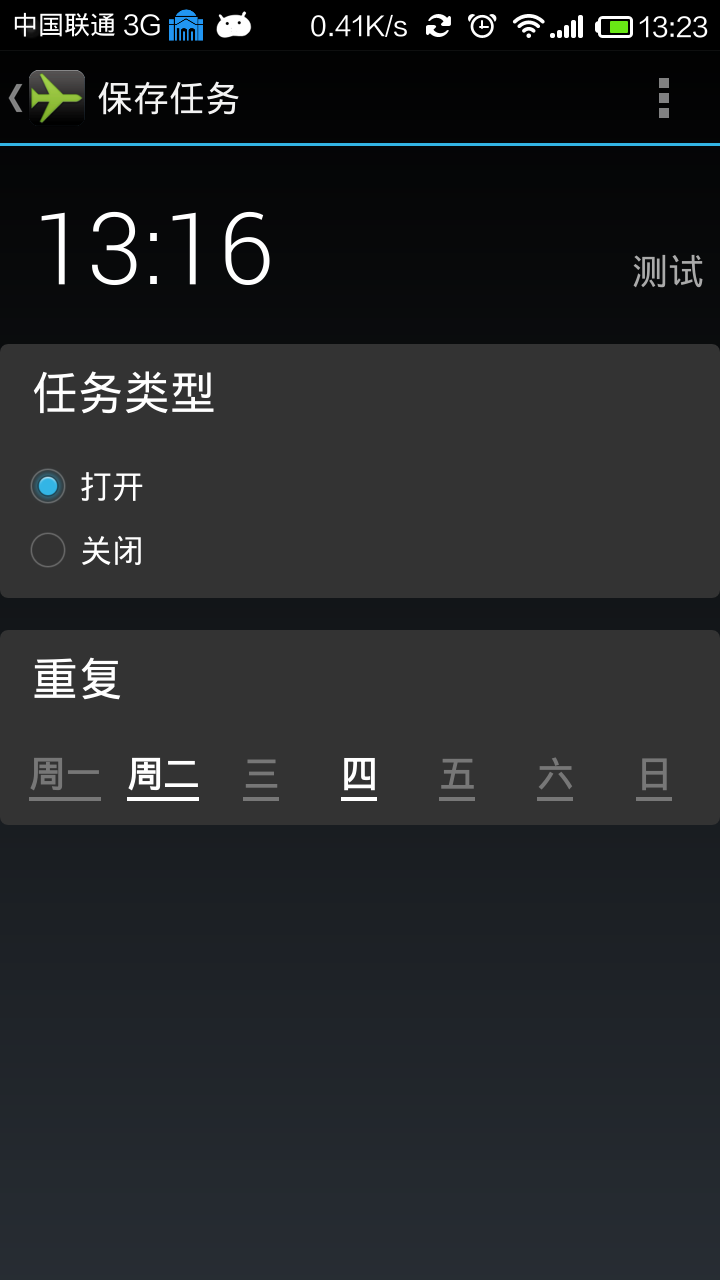 中国联通 3G 0.41K/s 13:23
保存任务
13:16
测试
任务类型
打开
关闭
重复
周一 周二 三 四 五 六 日